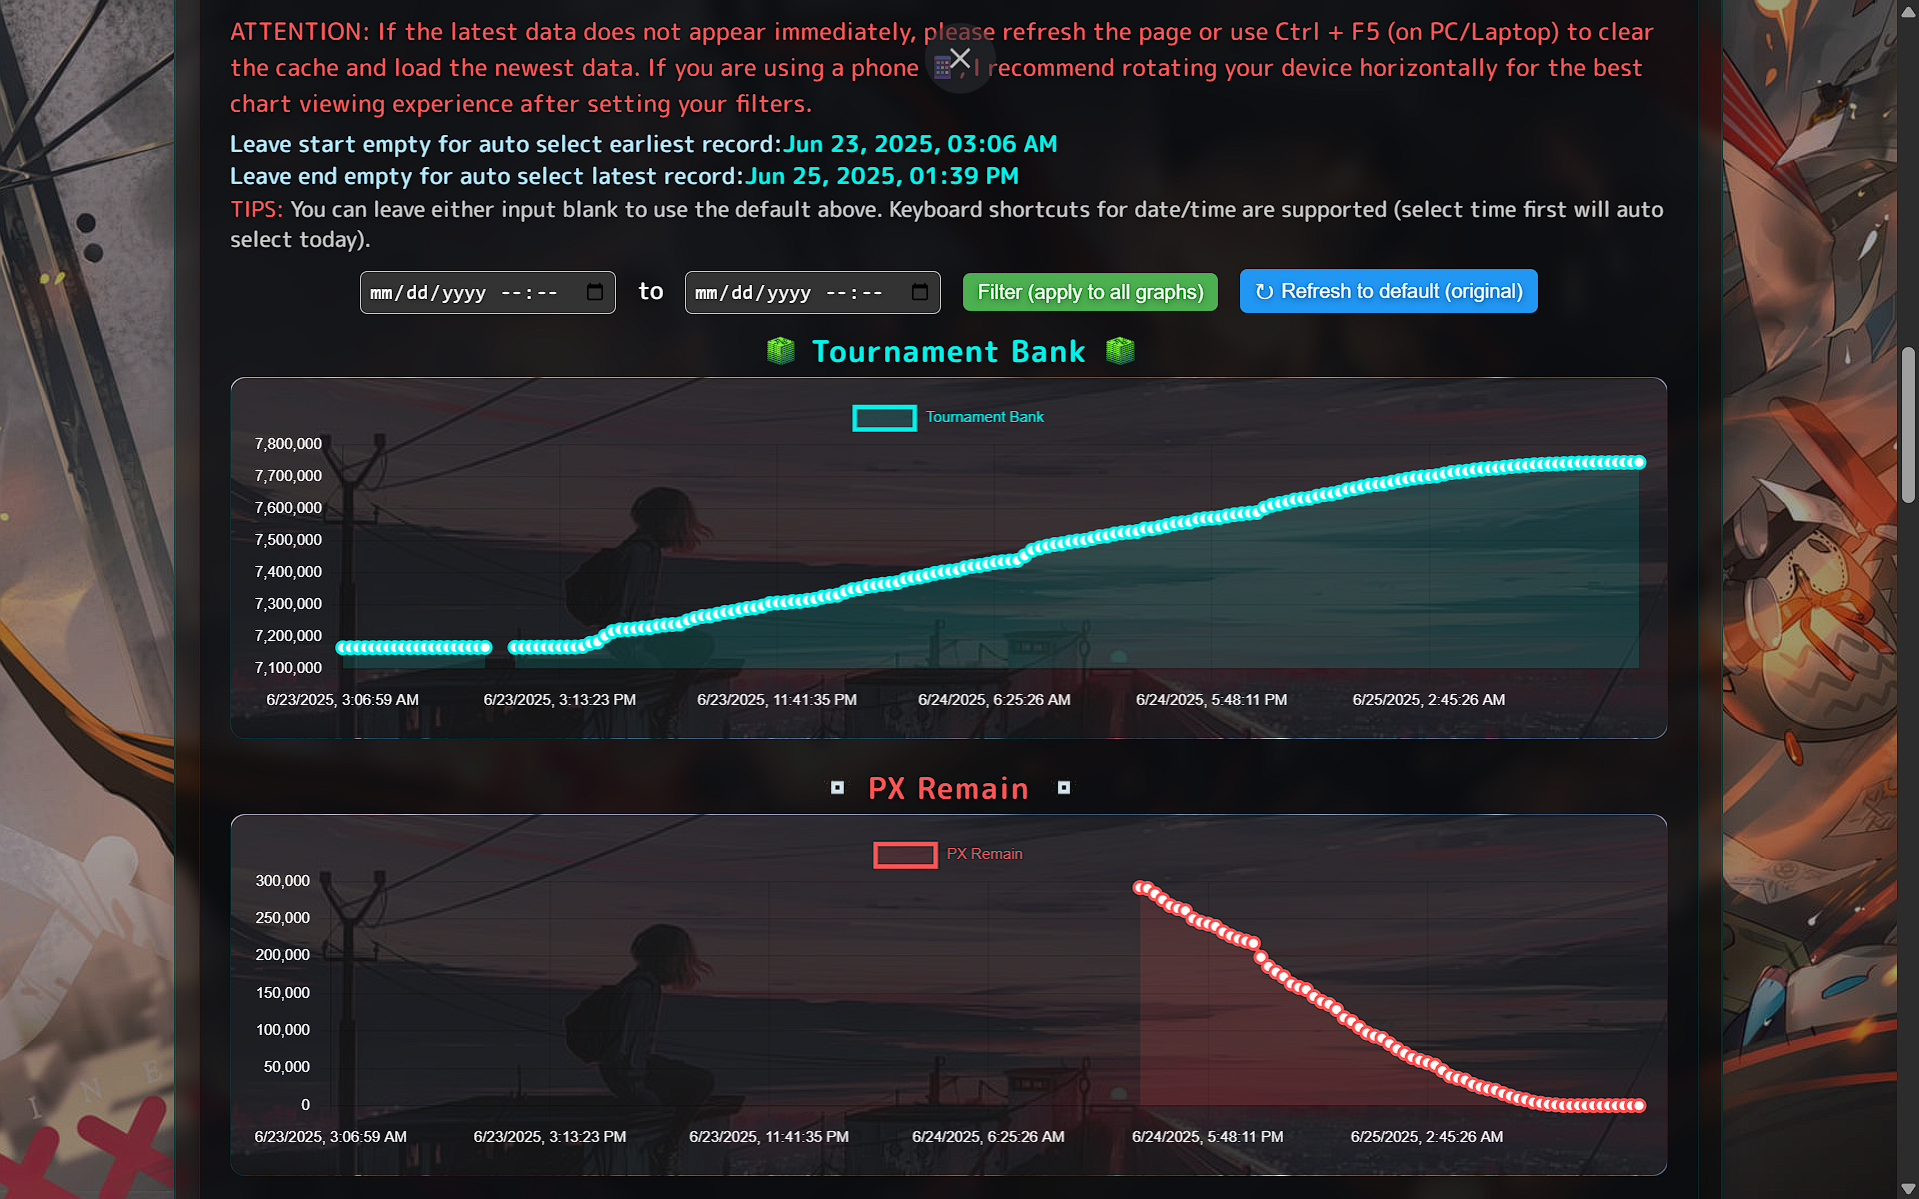 ATTENTION: If the latest data does not appear immediately, please refresh the page or use Ctrl + F5 (on PC/Laptop) to clear
the cache and load the newest data. If you are using a phone , I recommend rotating your device horizontally for the best
chart viewing experience after setting your filters.
Leave start empty for auto select earliest record:Jun 23, 2025, 03:06 AM
Leave end empty for auto select latest record:Jun 25, 2025, 01:39 PM
TIPS: You can leave either input blank to use the default above. Keyboard shortcuts for date/time are supported (select time first will auto
select today).
mm/dd/yyyy --:-- to mm/dd/yyyy --:-- Filter (apply to all graphs) ↻ Refresh to default (original)
Tournament Bank
Tournament Bank
7,800,000
7,700,000
7,600,000
7,500,000
7,400,000
7,300,000
7,200,000
7,100,000
6/23/2025, 3:06:59 AM 6/23/2025, 3:13:23 PM 6/23/2025, 11:41:35 PM 6/24/2025, 6:25:26 AM 6/24/2025, 5:48:11 PM 6/25/2025, 2:45:26 AM
PX Remain
PX Remain
300,000
250,000
200,000
150,000
100,000
50,000
0
6/23/2025, 3:06:59 AM 6/23/2025, 3:13:23 PM 6/23/2025, 11:41:35 PM 6/24/2025, 6:25:26 AM 6/24/2025, 5:48:11 PM 6/25/2025, 2:45:26 AM
I N E